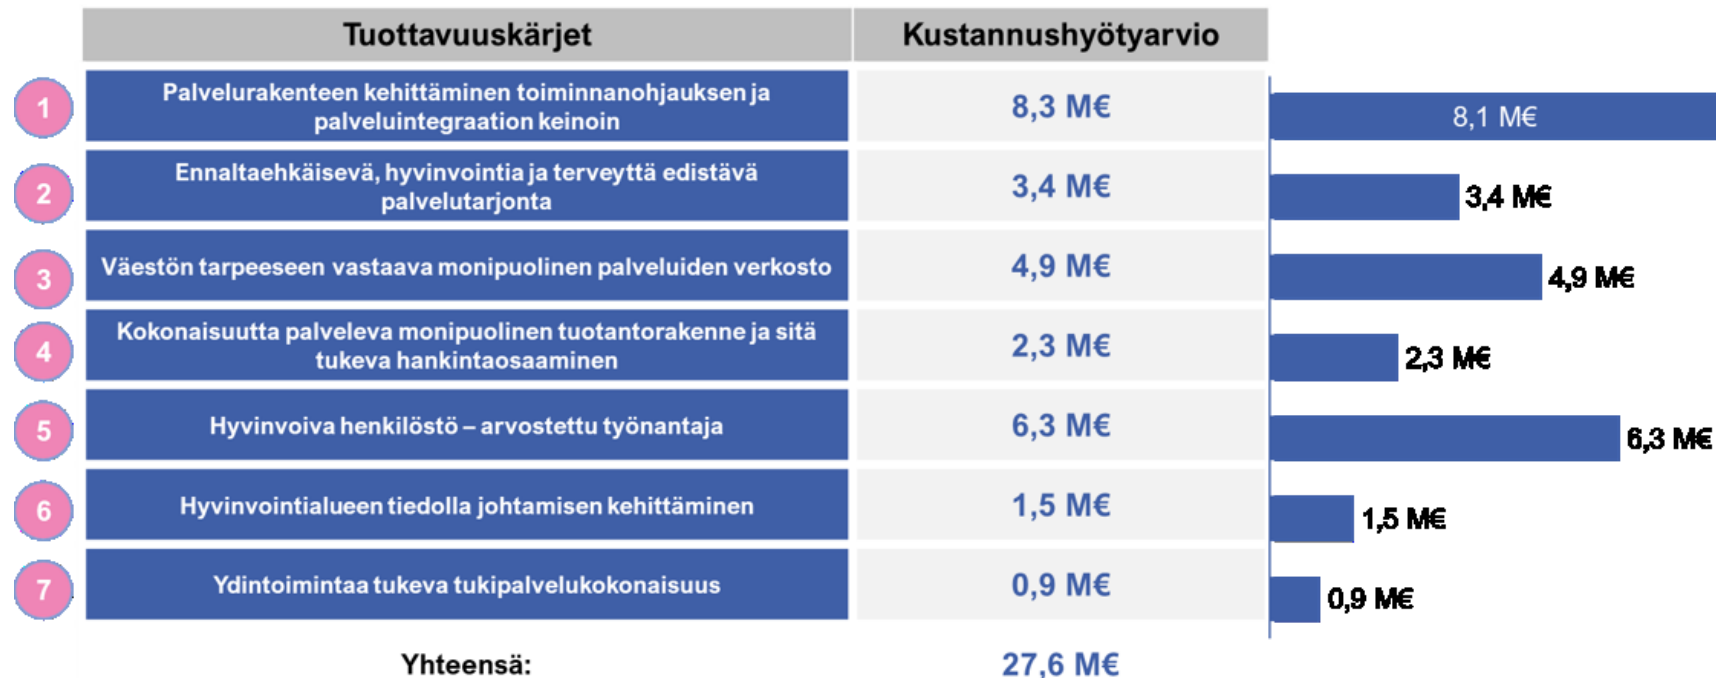 Tuottavuuskärjet Kustannushyötyarvio
1 Palvelurakenteen kehittäminen toiminnanohjauksen ja
palveluintegraation keinoin 8,3 M€ 8,1 M€
2 Ennaltaehkäisevä, hyvinvointia ja terveyttä edistävä
palvelutarjonta 3,4 M€ 3,4 M€
3 Väestön tarpeeseen vastaava monipuolinen palveluiden verkosto 4,9 M€ 4,9 M€
4 Kokonaisuutta palveleva monipuolinen tuotantorakenne ja sitä
tukeva hankintaosaaminen 2,3 M€ 2,3 M€
5 Hyvinvoiva henkilöstö – arvostettu työnantaja 6,3 M€ 6,3 M€
6 Hyvinvointialueen tiedolla johtamisen kehittäminen 1,5 M€ 1,5 M€
7 Ydintoimintaa tukeva tukipalvelukokonaisuus 0,9 M€ 0,9 M€
Yhteensä: 27,6 M€